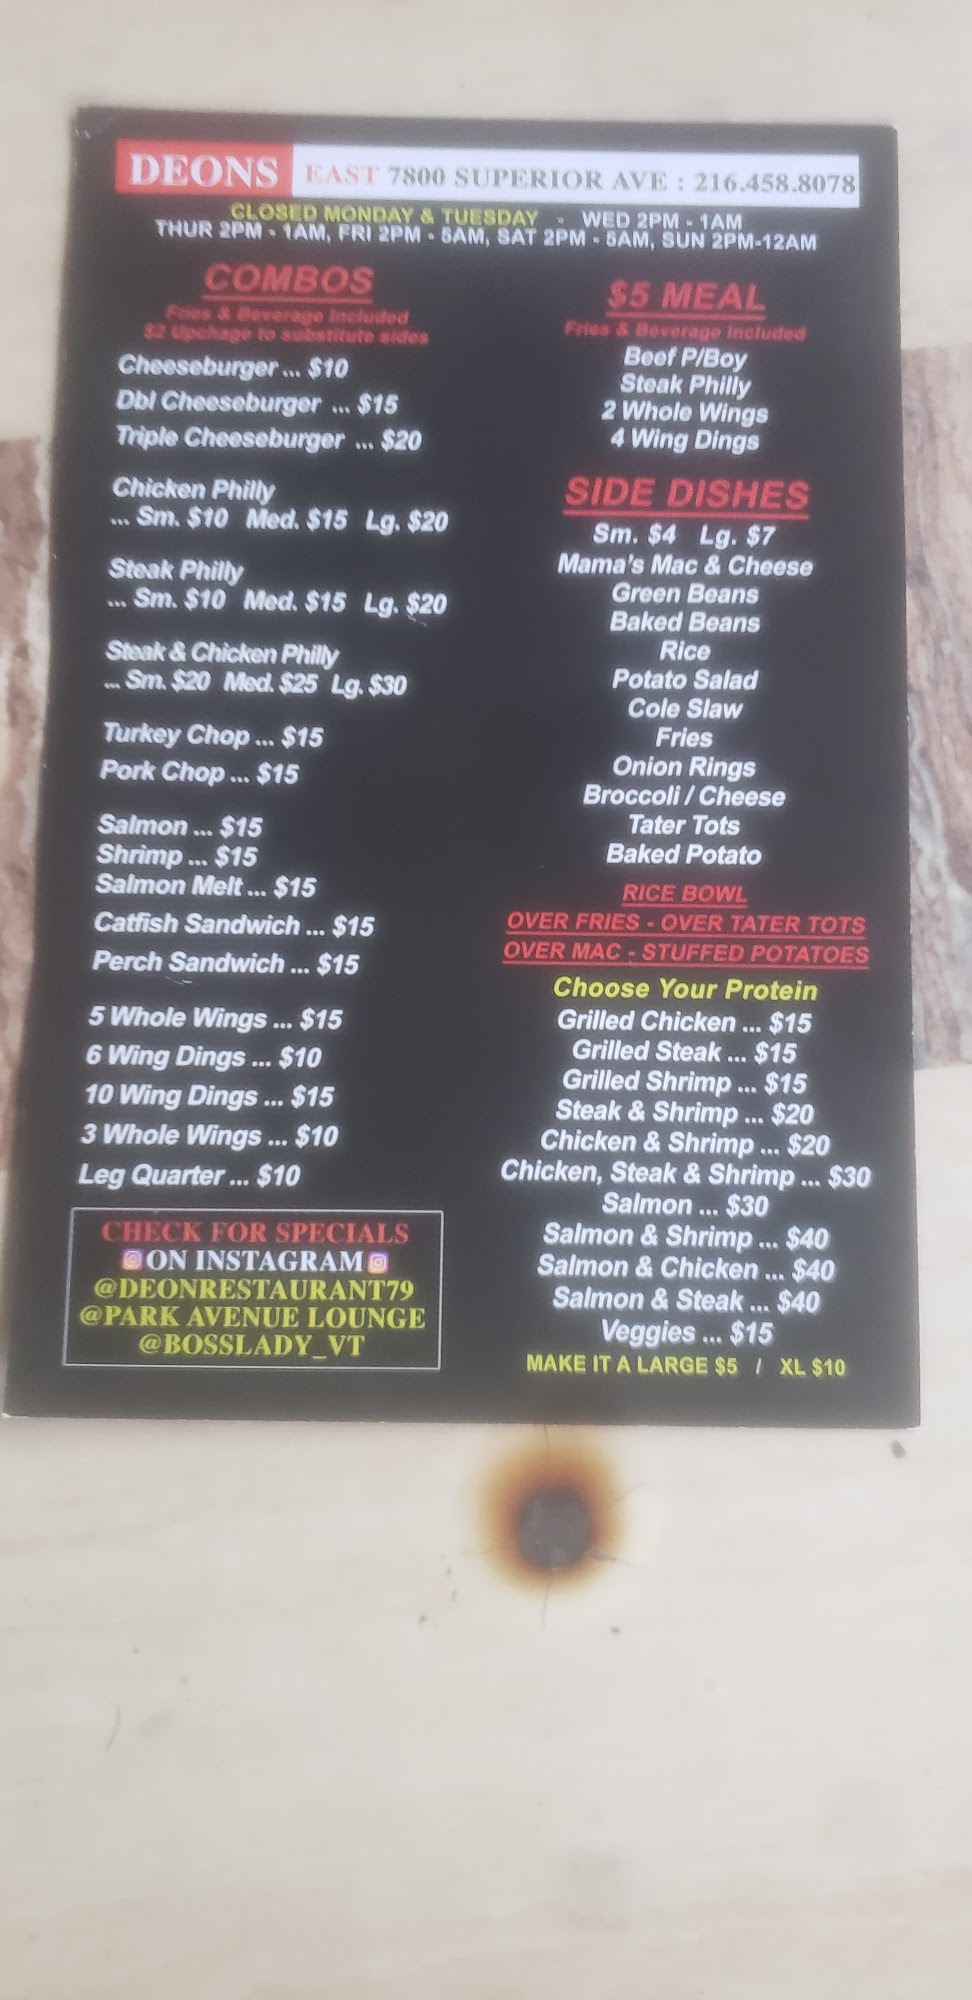 DEONS EAST 7800 SUPERIOR AVE : 216.458.8078
CLOSED MONDAY & TUESDAY - WED 2PM - 1AM
THUR 2PM - 1AM, FRI 2PM - 5AM, SAT 2PM - 5AM, SUN 2PM-12AM
COMBOS
Fries & Beverage Included
$2 Upchage to substitute sides
Cheeseburger ... $10
Dbl Cheeseburger ... $15
Triple Cheeseburger ... $20
Chicken Philly
... Sm. $10 Med. $15 Lg. $20
Steak Philly
... Sm. $10 Med. $15 Lg. $20
Steak & Chicken Philly
... Sm. $20 Med. $25 Lg. $30
Turkey Chop ... $15
Pork Chop ... $15
Salmon ... $15
Shrimp ... $15
Salmon Melt ... $15
Catfish Sandwich ... $15
Perch Sandwich ... $15
5 Whole Wings ... $15
6 Wing Dings ... $10
10 Wing Dings ... $15
3 Whole Wings ... $10
Leg Quarter ... $10
CHECK FOR SPECIALS
ON INSTAGRAM
@DEONRESTAURANT79
@PARK AVENUE LOUNGE
@BOSSLADY_VT
$5 MEAL
Fries & Beverage Included
Beef P/Boy
Steak Philly
2 Whole Wings
4 Wing Dings
SIDE DISHES
Sm. $4 Lg. $7
Mama's Mac & Cheese
Green Beans
Baked Beans
Rice
Potato Salad
Cole Slaw
Fries
Onion Rings
Broccoli / Cheese
Tater Tots
Baked Potato
RICE BOWL
OVER FRIES - OVER TATER TOTS
OVER MAC - STUFFED POTATOES
Choose Your Protein
Grilled Chicken ... $15
Grilled Steak ... $15
Grilled Shrimp ... $15
Steak & Shrimp ... $20
Chicken & Shrimp ... $20
Chicken, Steak & Shrimp ... $30
Salmon ... $30
Salmon & Shrimp ... $40
Salmon & Chicken ... $40
Salmon & Steak ... $40
Veggies ... $15
MAKE IT A LARGE $5 / XL $10